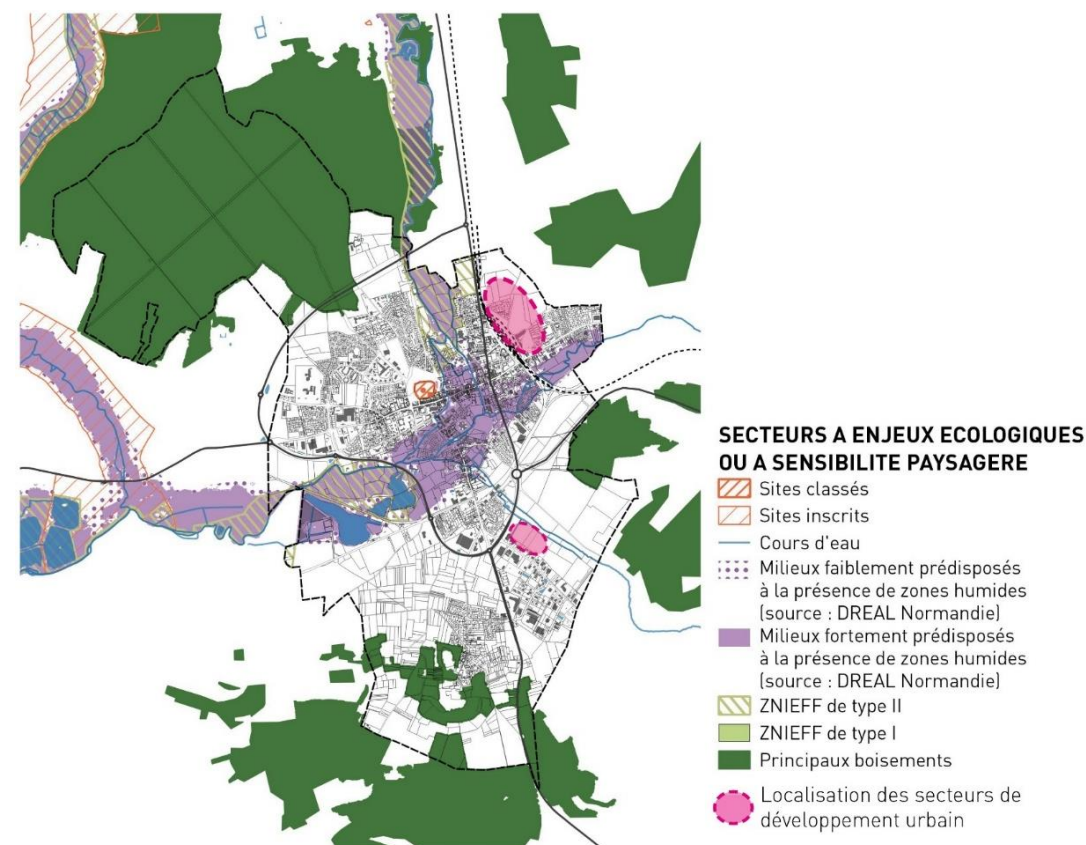 SECTEURS A ENJEUX ECOLOGIQUES
OU A SENSIBILITE PAYSAGERE
Sites classés
Sites inscrits
Cours d'eau
Milieux faiblement prédisposés
à la présence de zones humides
(source : DREAL Normandie)
Milieux fortement prédisposés
à la présence de zones humides
(source : DREAL Normandie)
ZNIEFF de type II
ZNIEFF de type I
Principaux boisements
Localisation des secteurs de
développement urbain